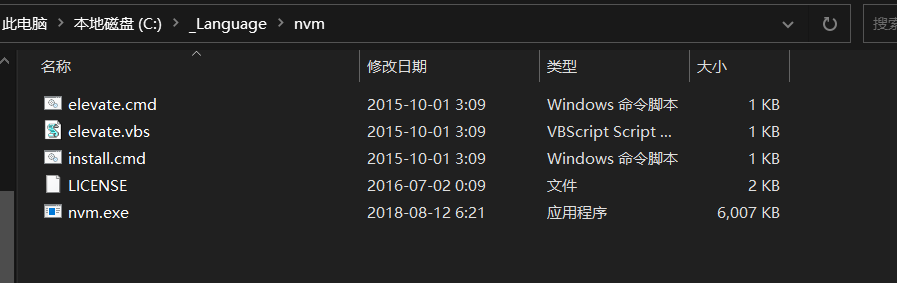 此电脑 > 本地磁盘 (C:) > _Language > nvm
搜索
名称 修改日期 类型 大小
elevate.cmd 2015-10-01 3:09 Windows 命令脚本 1 KB
elevate.vbs 2015-10-01 3:09 VBScript Script ... 1 KB
install.cmd 2015-10-01 3:09 Windows 命令脚本 1 KB
LICENSE 2016-07-02 0:09 文件 2 KB
nvm.exe 2018-08-12 6:21 应用程序 6,007 KB